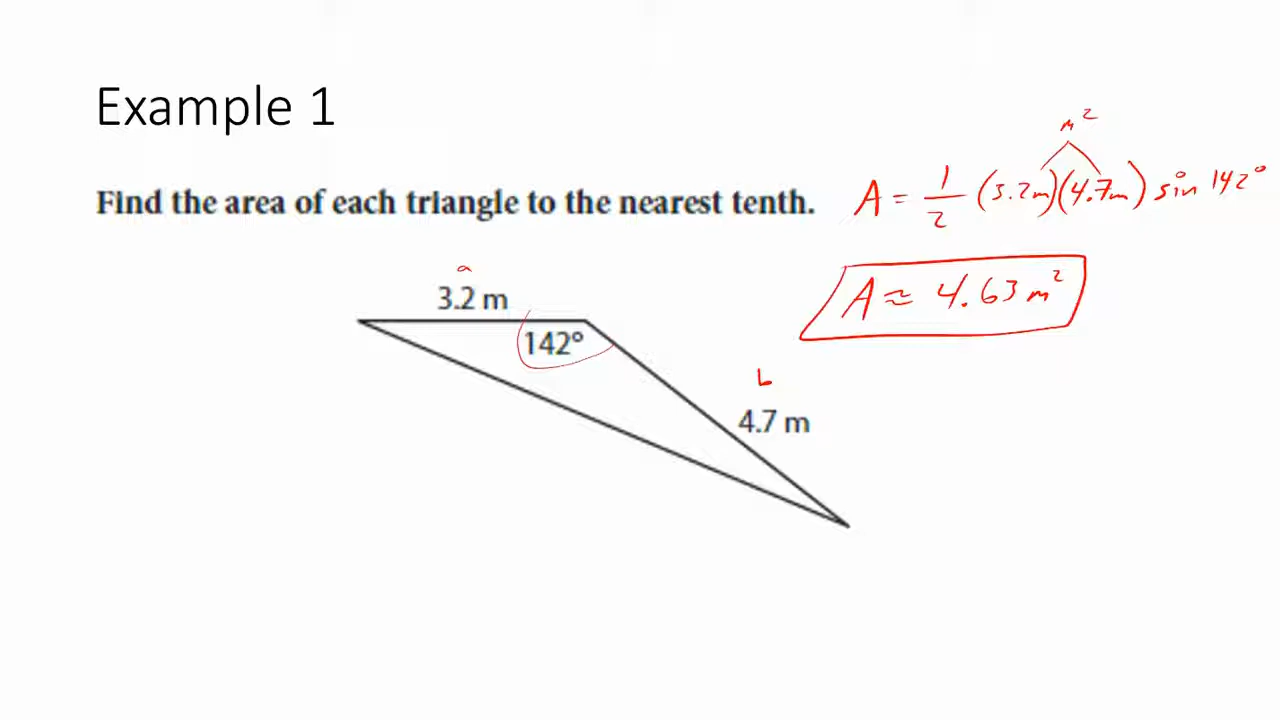 Example 1
m²
Find the area of each triangle to the nearest tenth.
A = 1/2 (3.2m)(4.7m) sin 142°
a
3.2 m
A ≈ 4.63 m²
142°
b
4.7 m